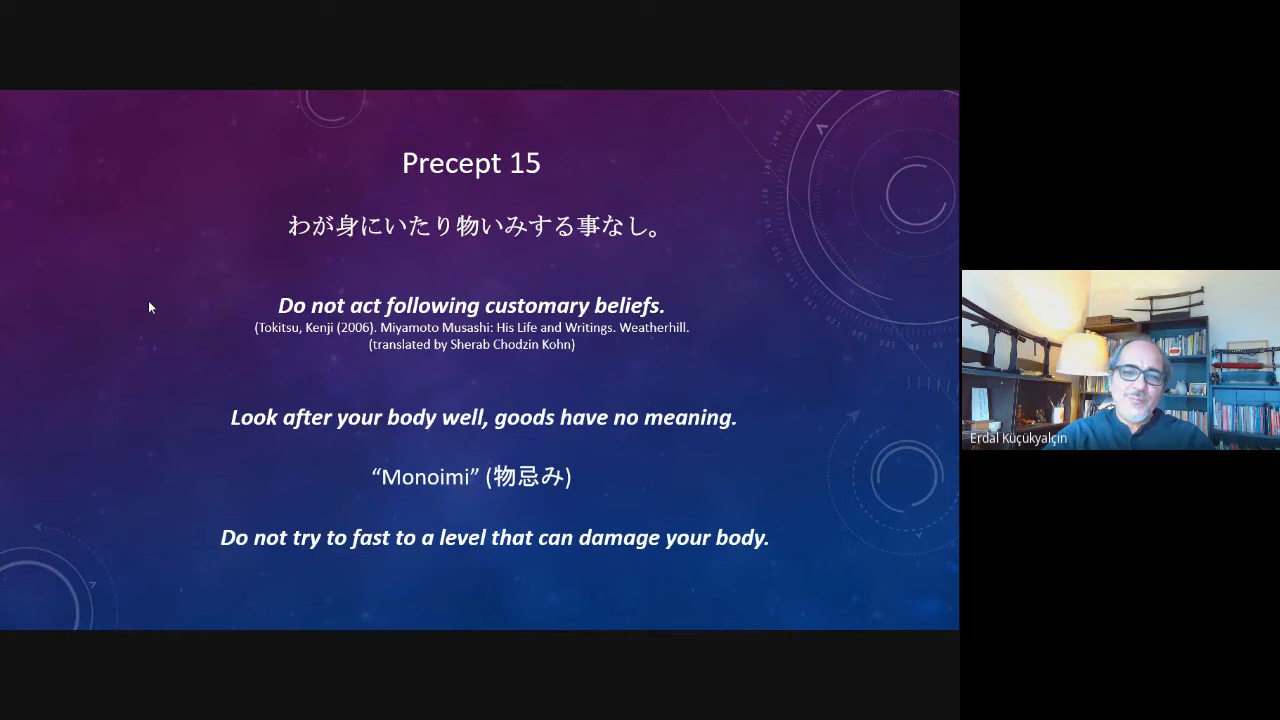 Precept 15
わが身にいたり物いみする事なし。
Do not act following customary beliefs.
(Tokitsu, Kenji (2006). Miyamoto Musashi: His Life and Writings. Weatherhill.
(translated by Sherab Chodzin Kohn)
Look after your body well, goods have no meaning.
“Monoimi” (物忌み)
Do not try to fast to a level that can damage your body.
Erdal Küçükyalçın